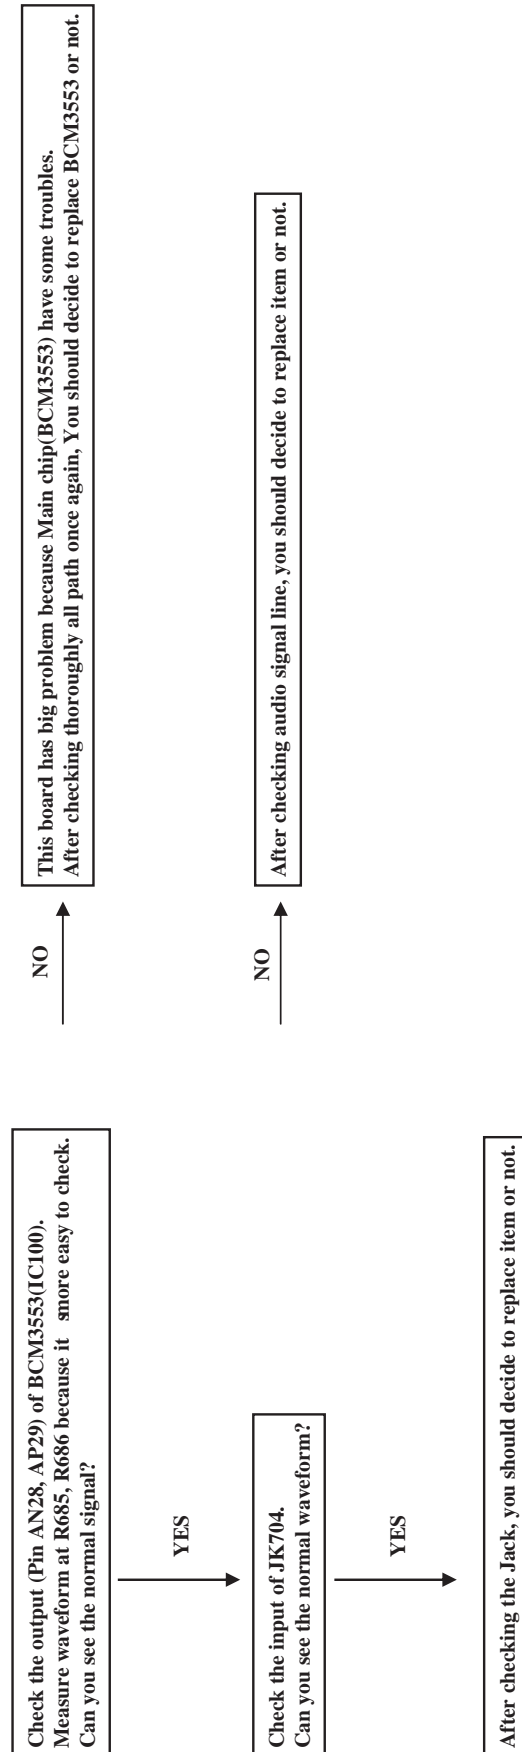 Check the output (Pin AN28, AP29) of BCM3553(IC100).
Measure waveform at R685, R686 because it smore easy to check.
Can you see the normal signal?
NO
This board has big problem because Main chip(BCM3553) have some troubles.
After checking thoroughly all path once again, You should decide to replace BCM3553 or not.
YES
Check the input of JK704.
Can you see the normal waveform?
NO
After checking audio signal line, you should decide to replace item or not.
YES
After checking the Jack, you should decide to replace item or not.